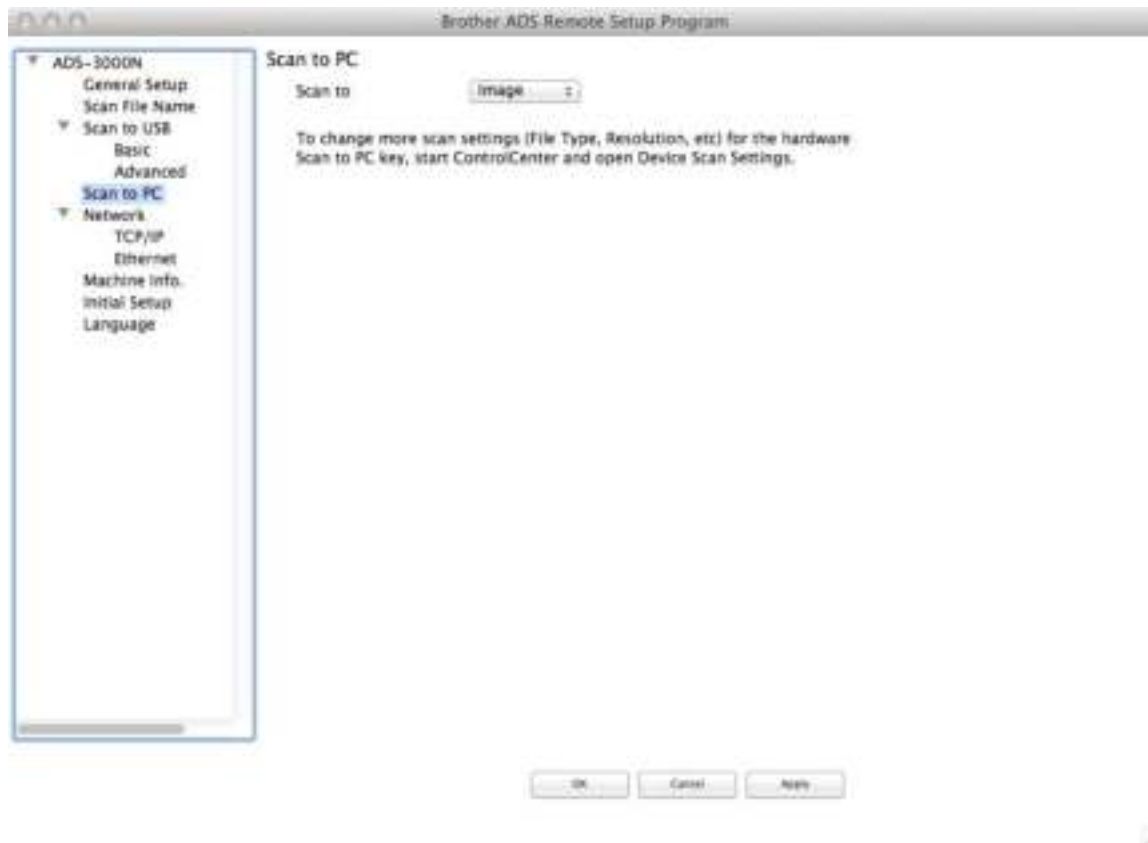 Brother ADS Remote Setup Program
ADS-3000N
General Setup
Scan File Name
Scan to USB
Basic
Advanced
Scan to PC
Network
TCP/IP
Ethernet
Machine Info.
Initial Setup
Language
Scan to PC
Scan to
Image
To change more scan settings (File Type, Resolution, etc) for the hardware
Scan to PC key, start ControlCenter and open Device Scan Settings.
OK
Cancel
Apply